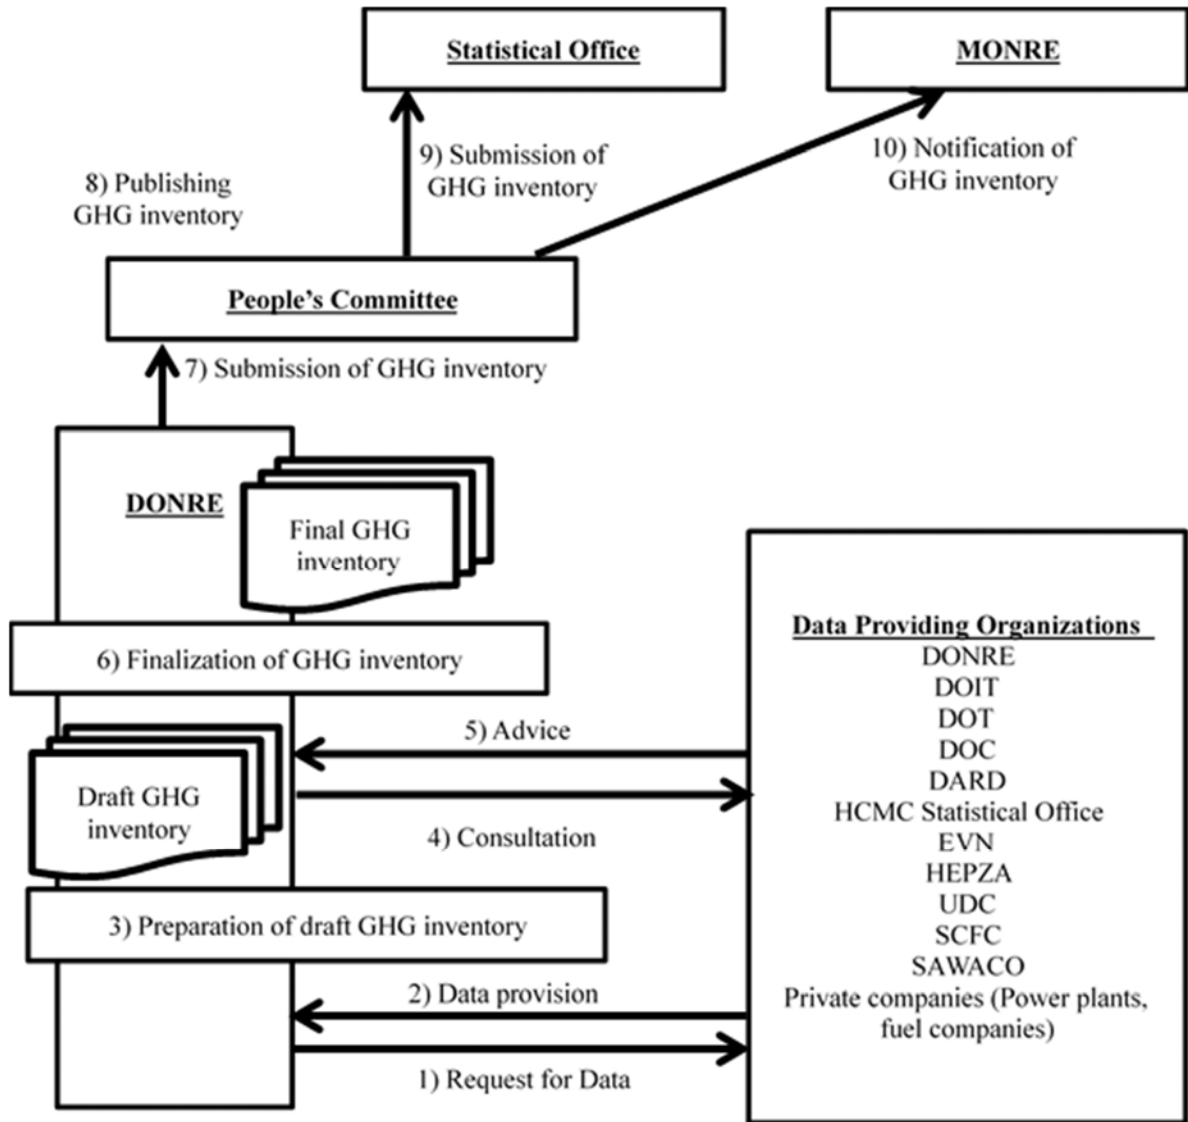 Statistical Office
MONRE
9) Submission of
GHG inventory
10) Notification of
GHG inventory
8) Publishing
GHG inventory
People's Committee
7) Submission of GHG inventory
DONRE
Final GHG
inventory
6) Finalization of GHG inventory
5) Advice
Draft GHG
inventory
4) Consultation
3) Preparation of draft GHG inventory
2) Data provision
1) Request for Data
Data Providing Organizations
DONRE
DOIT
DOT
DOC
DARD
HCMC Statistical Office
EVN
HEPZA
UDC
SCFC
SAWACO
Private companies (Power plants,
fuel companies)